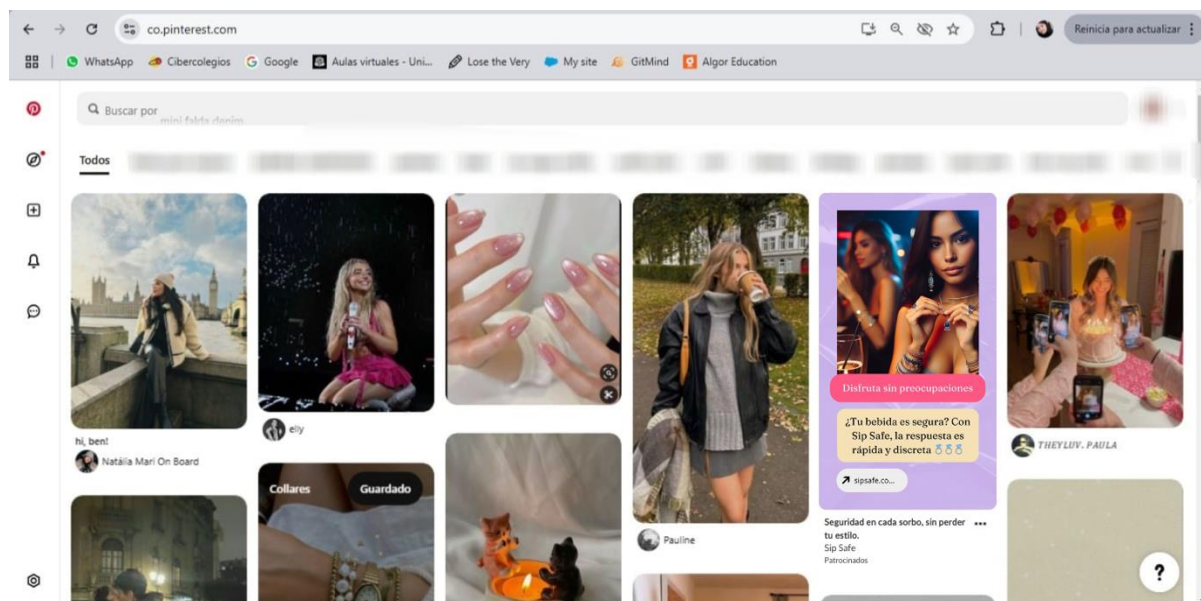 co.pinterest.com
Reinicia para actualizar
WhatsApp
Cibercolegios
Google
Aulas virtuales - Uni...
Lose the Very
My site
GitMind
Algor Education
Buscar por
mini falda denim
Todos
Disfruta sin preocupaciones
¿Tu bebida es segura? Con
Sip Safe, la respuesta es
rápida y discreta
sipsafe.co...
hi, ben!
Natália Mari On Board
elly
Collares
Guardado
Pauline
Seguridad en cada sorbo, sin perder
tu estilo.
Sip Safe
Patrocinados
THEYLUV. PAULA
?